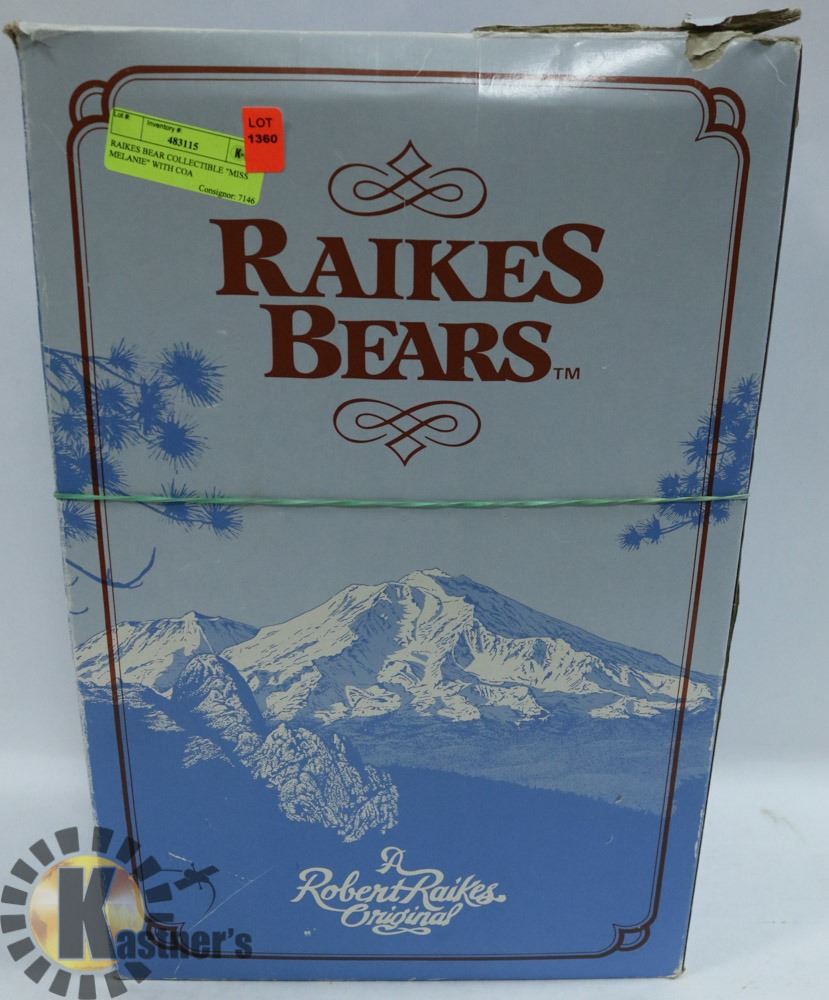 Lot #:
Inventory #:
483115
K
RAIKES BEAR COLLECTIBLE "MISS
MELANIE" WITH COA
Consignor: 7146
LOT
1360
RAIKES
BEARS™
A
Robert Raikes
Original
Kastner's